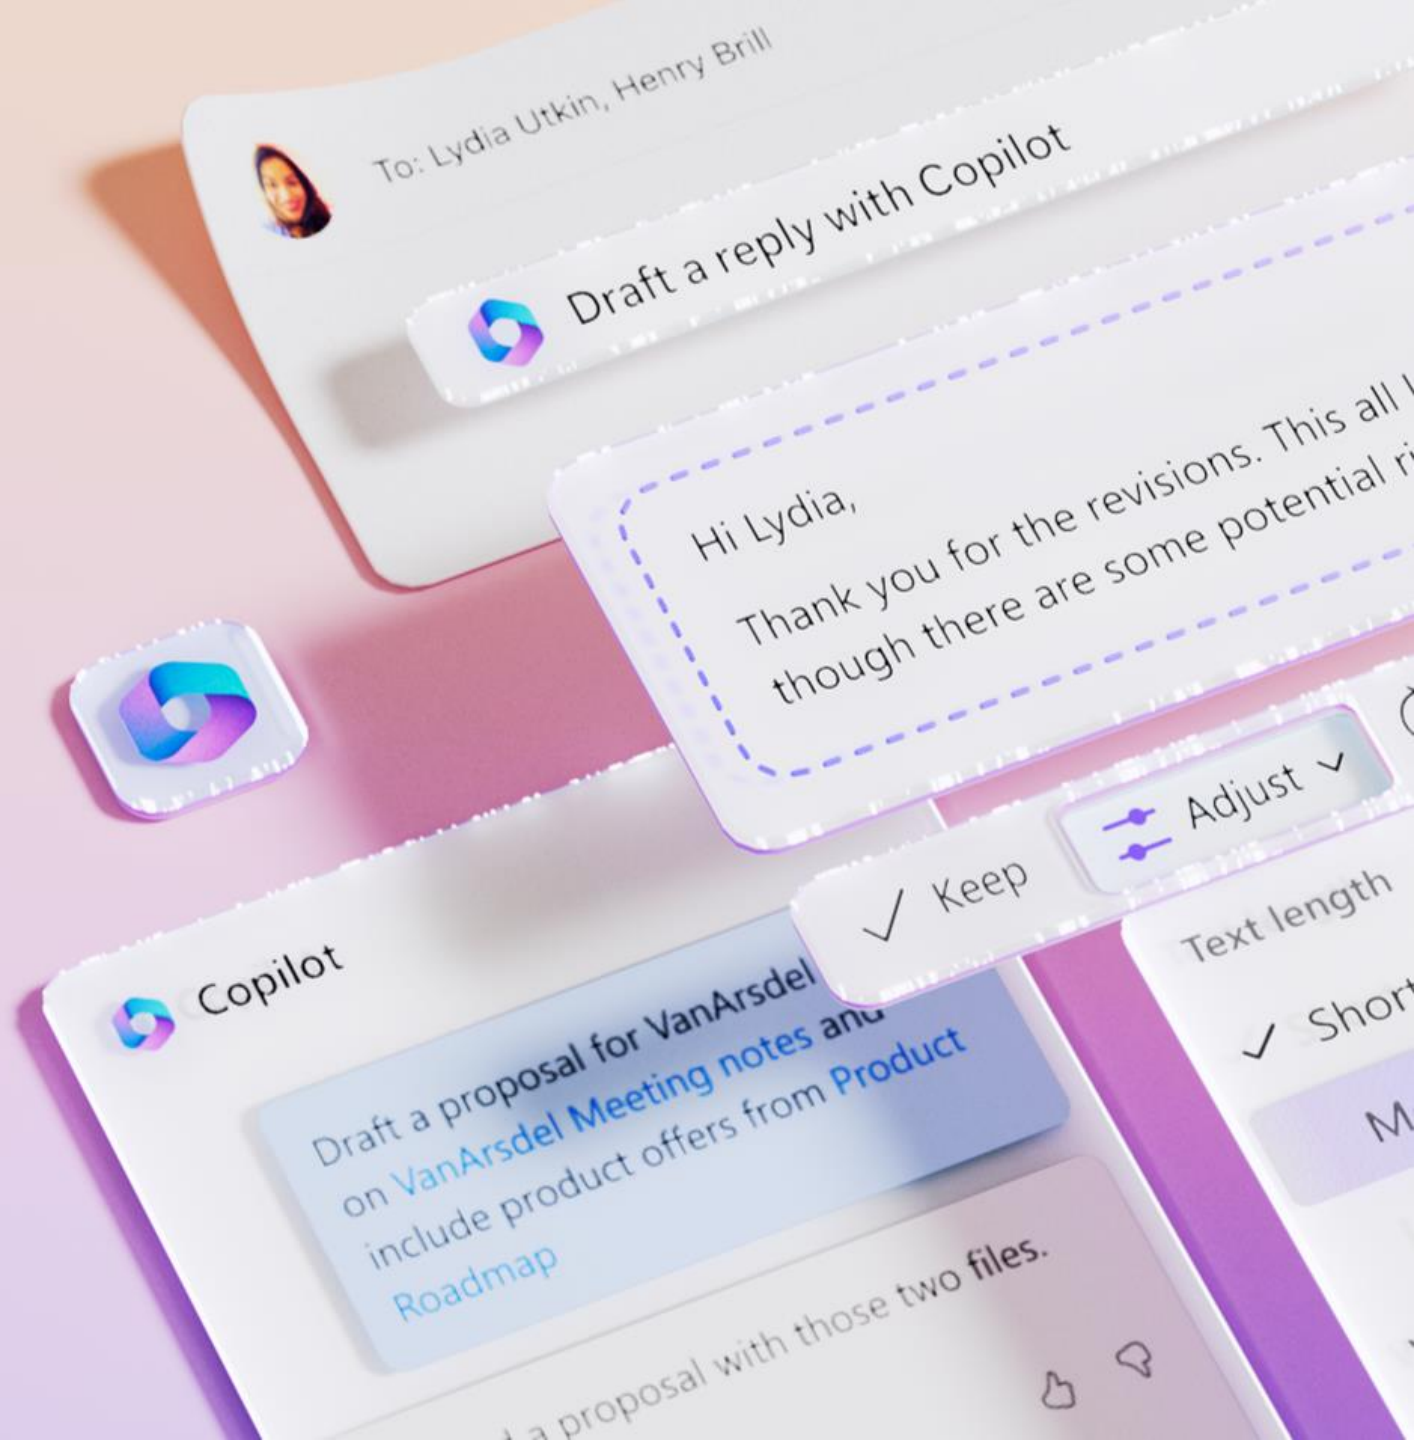 To: Lydia Utkin, Henry Brill
Draft a reply with Copilot
Hi Lydia,
Thank you for the revisions. This all
though there are some potential
Keep
Adjust
Text length
Copilot
Draft a proposal for VanArsdel
on VanArsdel Meeting notes and
include product offers from Product
Roadmap
a proposal with those two files.